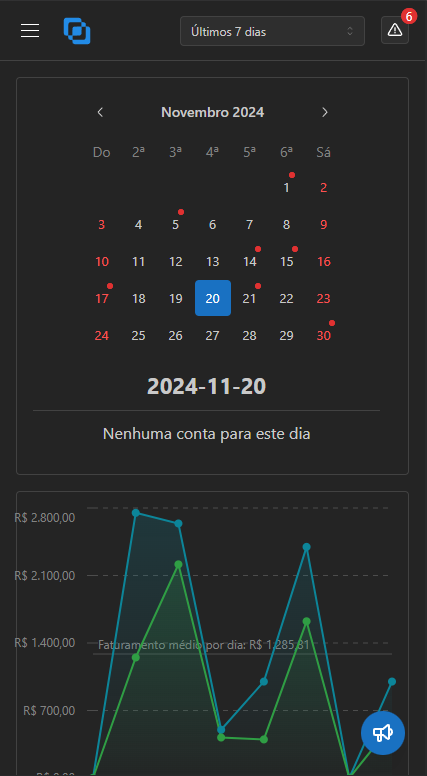 Últimos 7 dias
6
Novembro 2024
Do 2ª 3ª 4ª 5ª 6ª Sá
1 2
3 4 5 6 7 8 9
10 11 12 13 14 15 16
17 18 19 20 21 22 23
24 25 26 27 28 29 30
2024-11-20
Nenhuma conta para este dia
R$ 2.800,00
R$ 2.100,00
R$ 1.400,00
Faturamento médio por dia: R$ 1.285,81
R$ 700,00
R$ 0,00